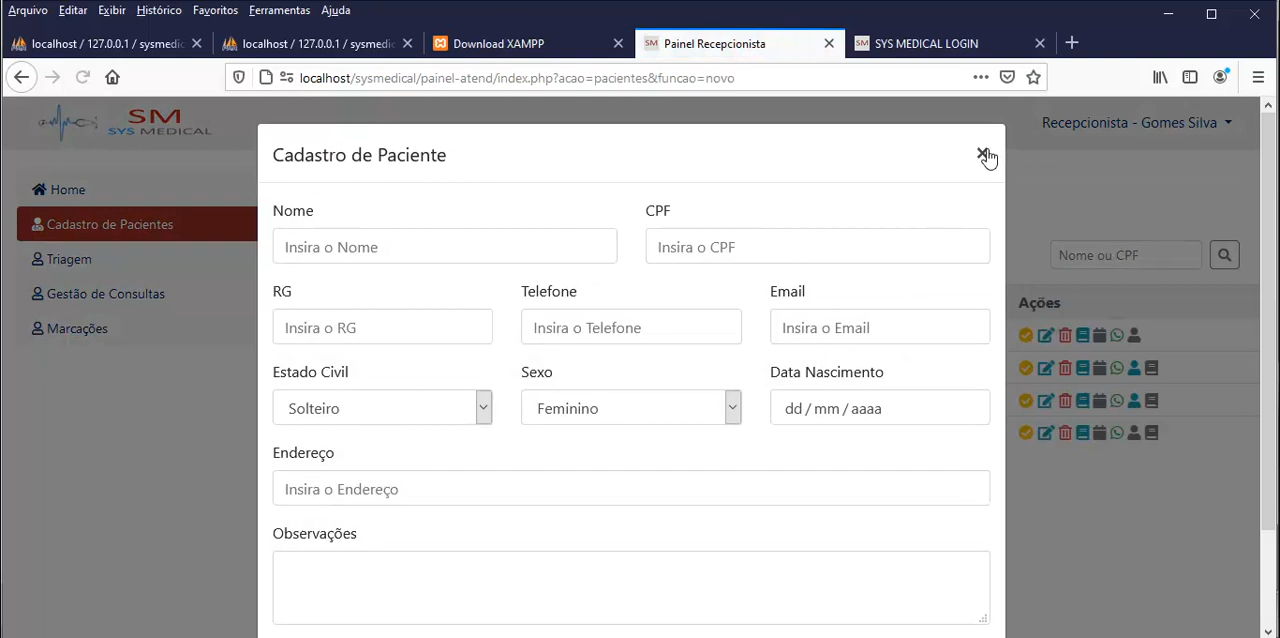 Arquivo Editar Exibir Histórico Favoritos Ferramentas Ajuda
localhost / 127.0.0.1 / sysmedic localhost / 127.0.0.1 / sysmedic Download XAMPP Painel Recepcionista SYS MEDICAL LOGIN
localhost/sysmedical/painel-atend/index.php?acao=pacientes&funcao=novo
SM
SYS MEDICAL
Recepcionista - Gomes Silva
Cadastro de Paciente
Home
Cadastro de Pacientes
Triagem
Gestão de Consultas
Marcações
Nome CPF
Insira o Nome Insira o CPF
RG Telefone Email
Insira o RG Insira o Telefone Insira o Email
Estado Civil Sexo Data Nascimento
Solteiro Feminino dd / mm / aaaa
Endereço
Insira o Endereço
Observações
Nome ou CPF
Ações